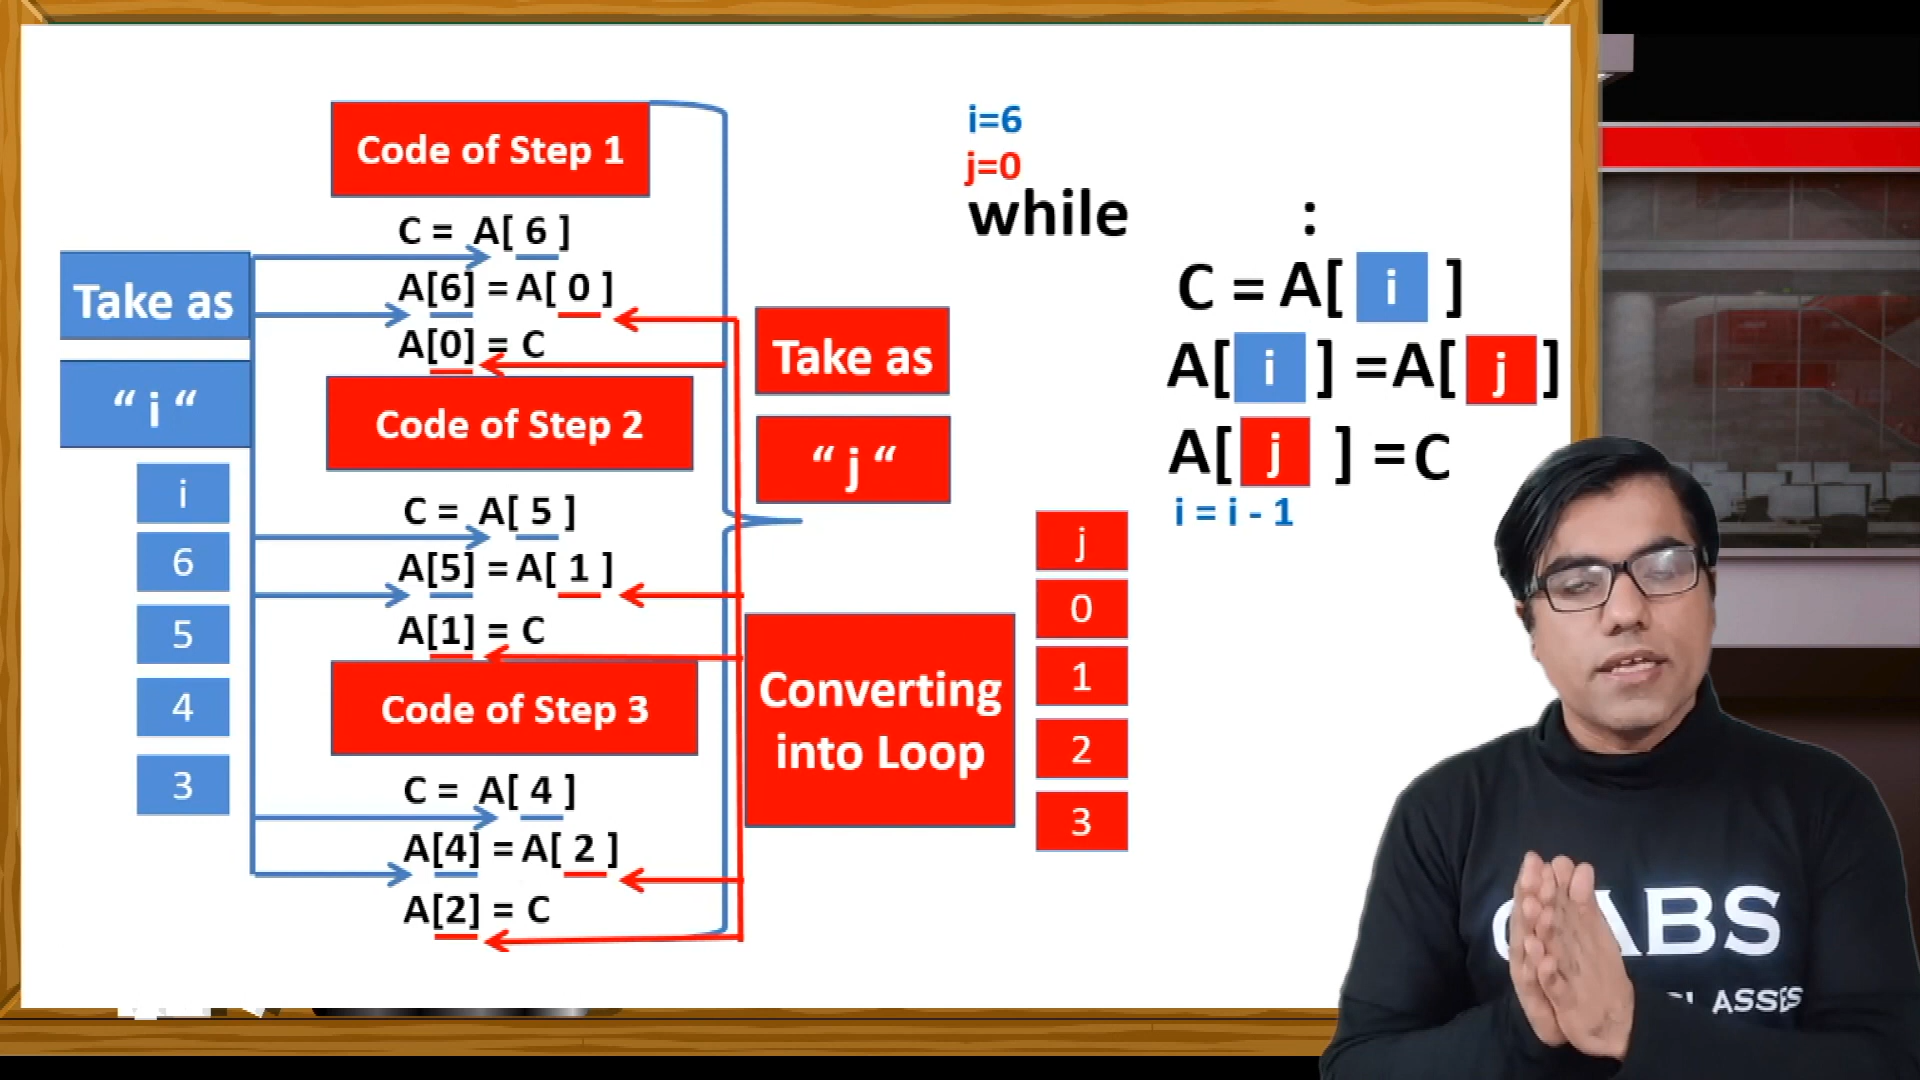 Code of Step 1
C = A[ 6 ]
A[6] = A[ 0 ]
A[0] = C
Take as
“ i “
i
6
5
4
3
Code of Step 2
C = A[ 5 ]
A[5] = A[ 1 ]
A[1] = C
Code of Step 3
C = A[ 4 ]
A[4] = A[ 2 ]
A[2] = C
Take as
“ j “
Converting
into Loop
j
0
1
2
3
i=6
j=0
while :
C = A[ i ]
A[ i ] =A[ j ]
A[ j ] =C
i = i - 1